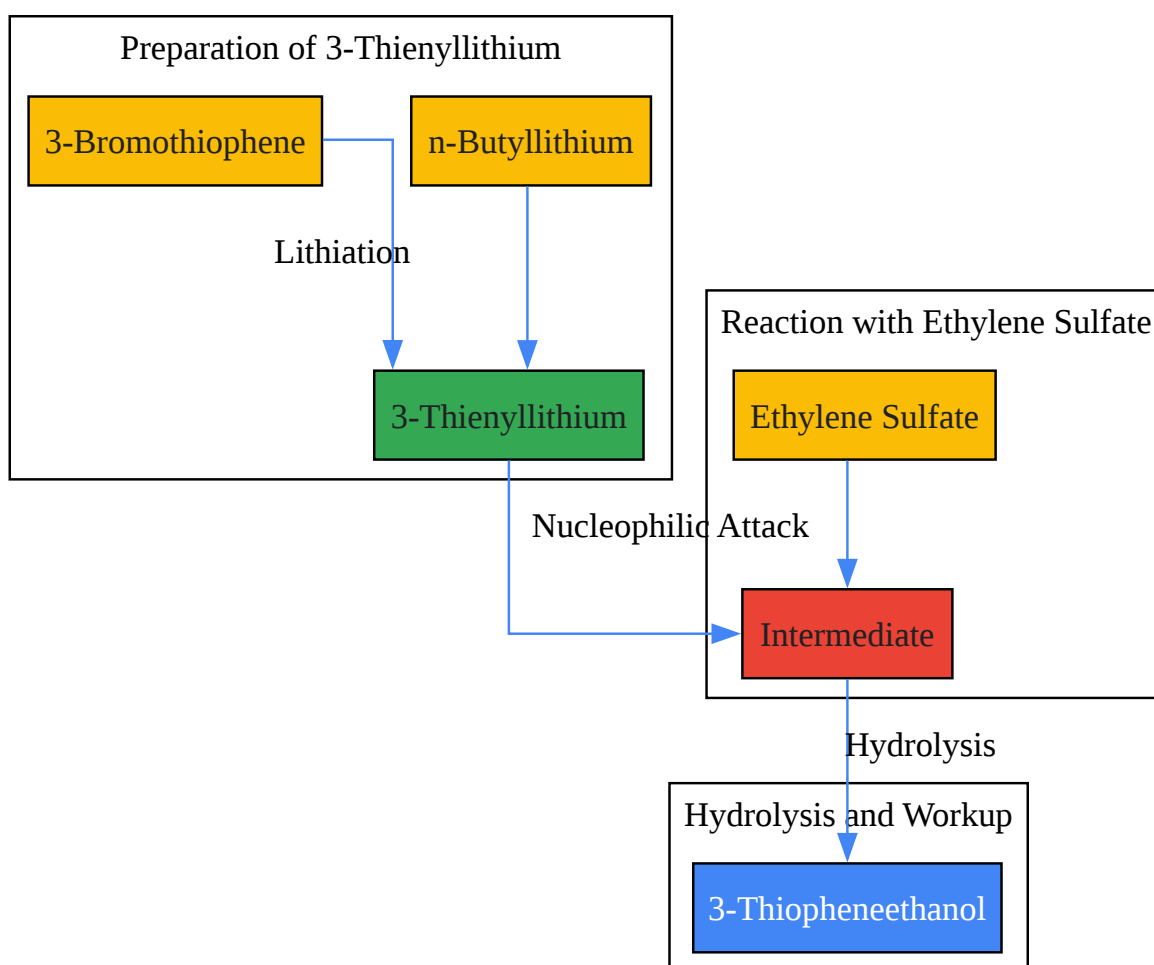 Preparation of 3-Thienyllithium
3-Bromothiophene
n-Butyllithium
Lithiation
3-Thienyllithium
Reaction with Ethylene Sulfate
Ethylene Sulfate
Nucleophilic Attack
Intermediate
Hydrolysis
Hydrolysis and Workup
3-Thiopheneethanol